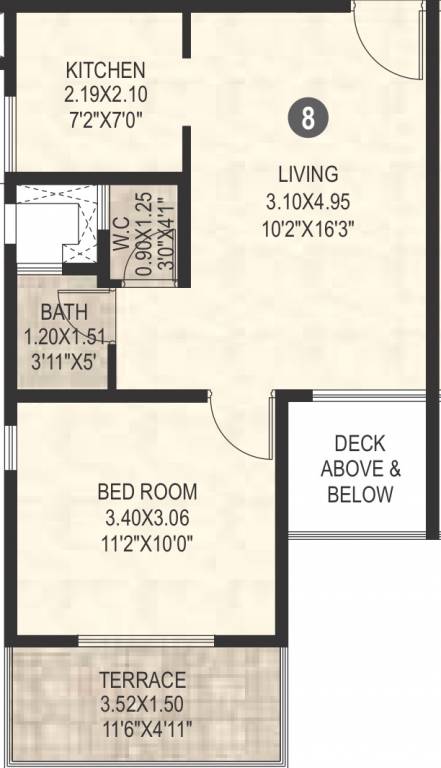 KITCHEN
2.19X2.10
7'2"X7'0"
8
LIVING
3.10X4.95
10'2"X16'3"
W.C
0.90X1.25
3'0"X4'1"
BATH
1.20X1.51
3'11"X5'
DECK
ABOVE &
BELOW
BED ROOM
3.40X3.06
11'2"X10'0"
TERRACE
3.52X1.50
11'6"X4'11"